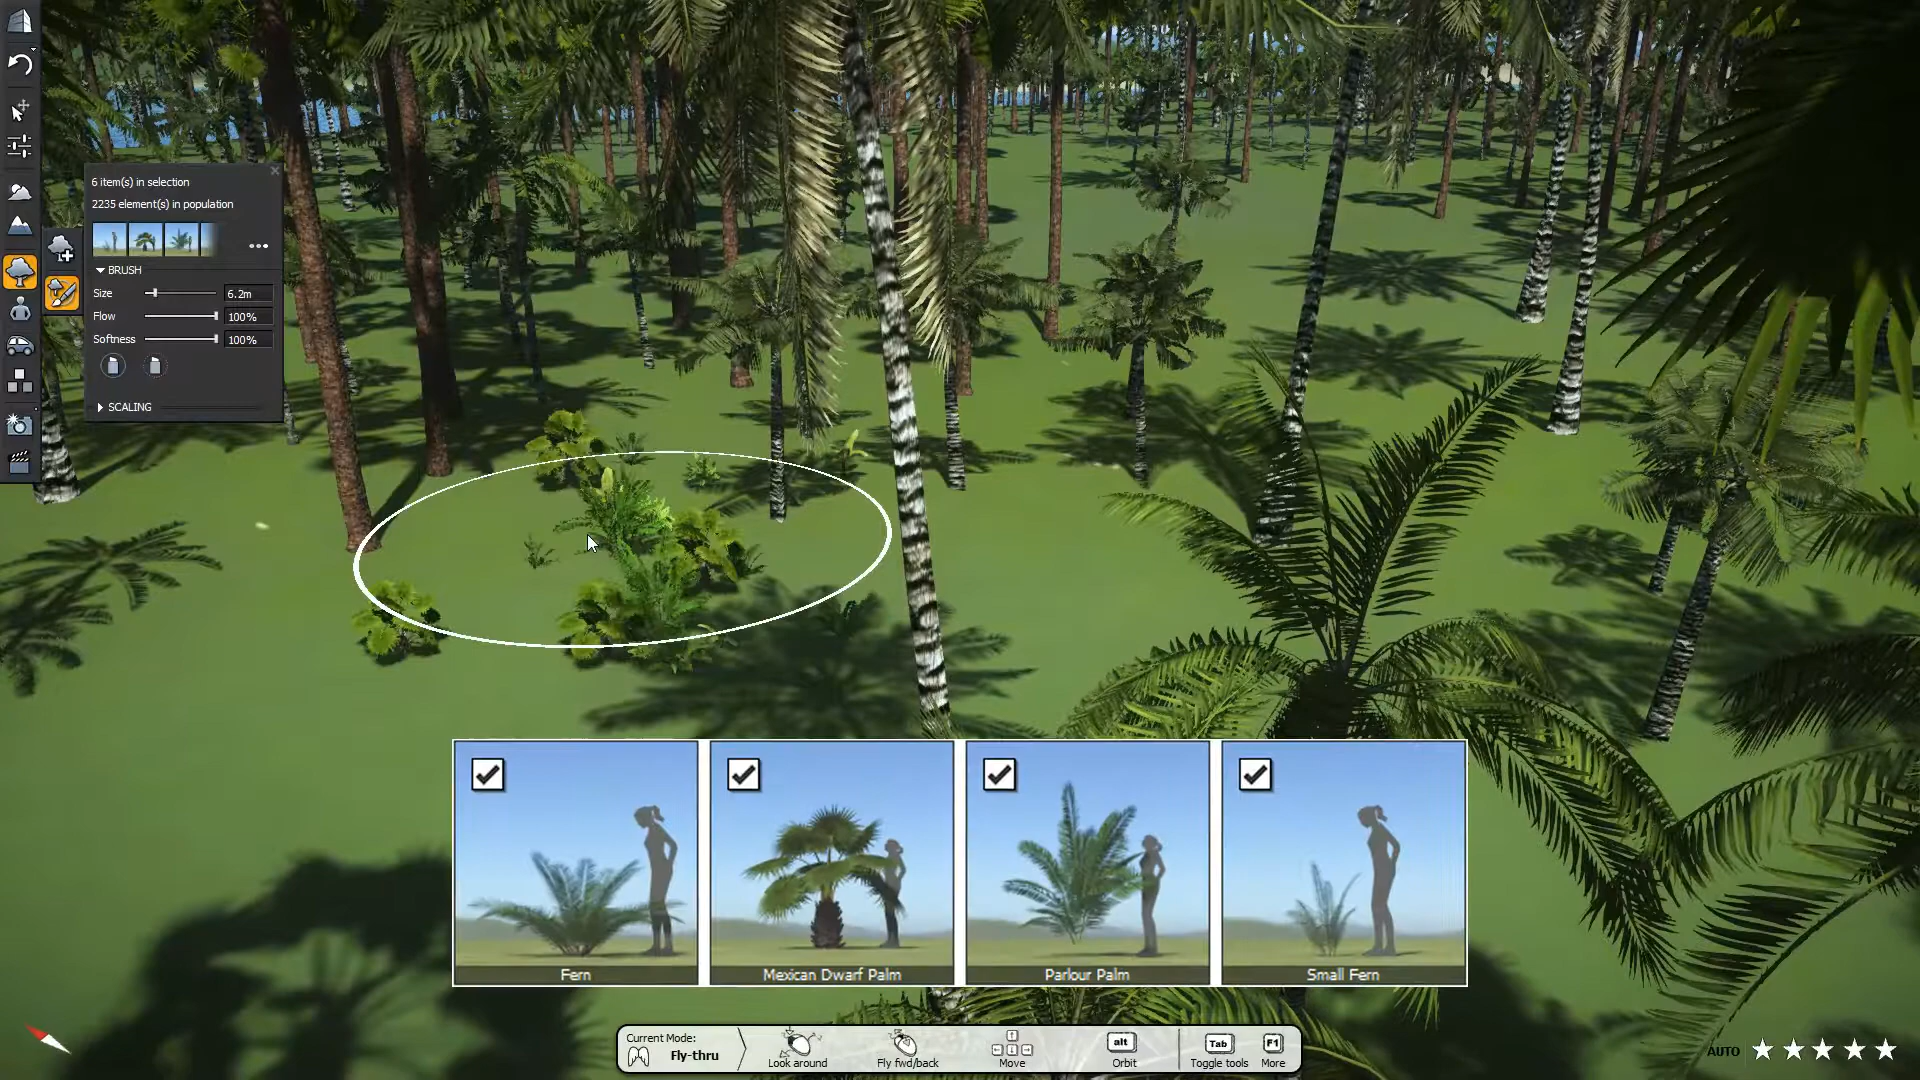 6 item(s) in selection
2235 element(s) in population
BRUSH
Size 6.2m
Flow 100%
Softness 100%
SCALING
Fern
Mexican Dwarf Palm
Parlour Palm
Small Fern
Current Mode:
Fly-thru
Look around
Fly fwd/back
Move
alt
Orbit
Tab
Toggle tools
F1
More
AUTO